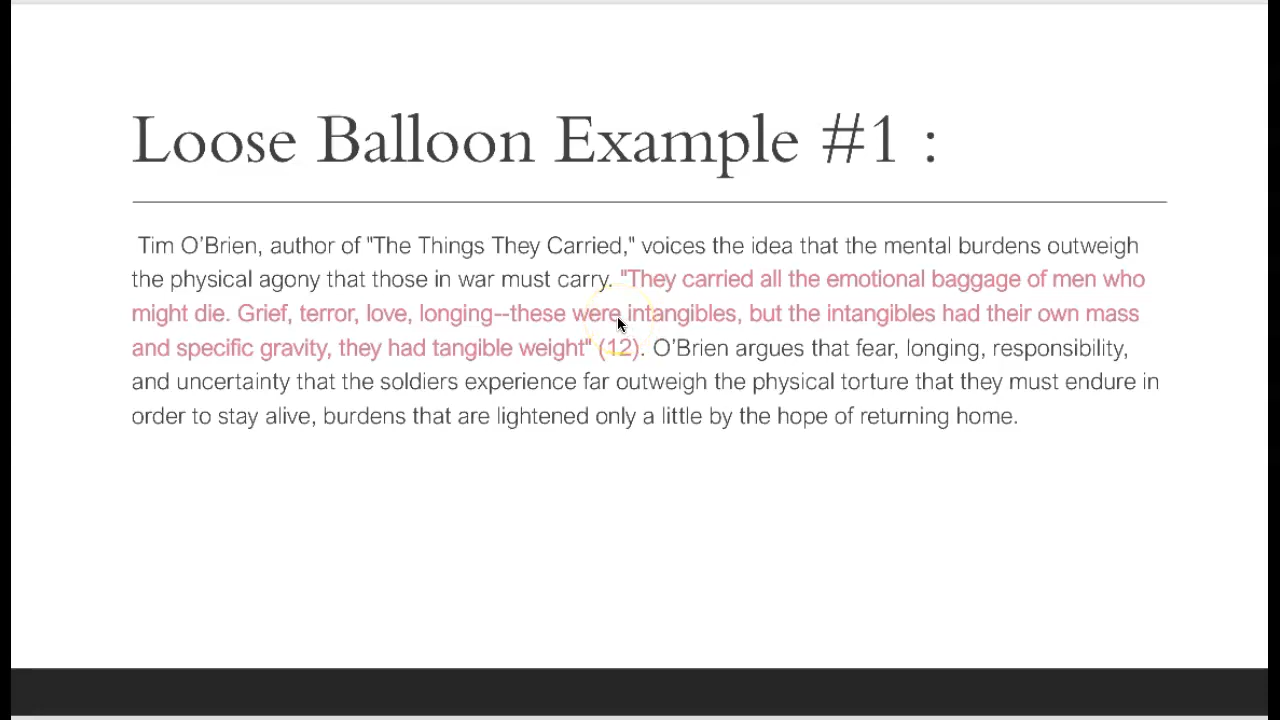 Loose Balloon Example #1 :
Tim O’Brien, author of "The Things They Carried," voices the idea that the mental burdens outweigh
the physical agony that those in war must carry. "They carried all the emotional baggage of men who
might die. Grief, terror, love, longing--these were intangibles, but the intangibles had their own mass
and specific gravity, they had tangible weight" (12). O’Brien argues that fear, longing, responsibility,
and uncertainty that the soldiers experience far outweigh the physical torture that they must endure in
order to stay alive, burdens that are lightened only a little by the hope of returning home.